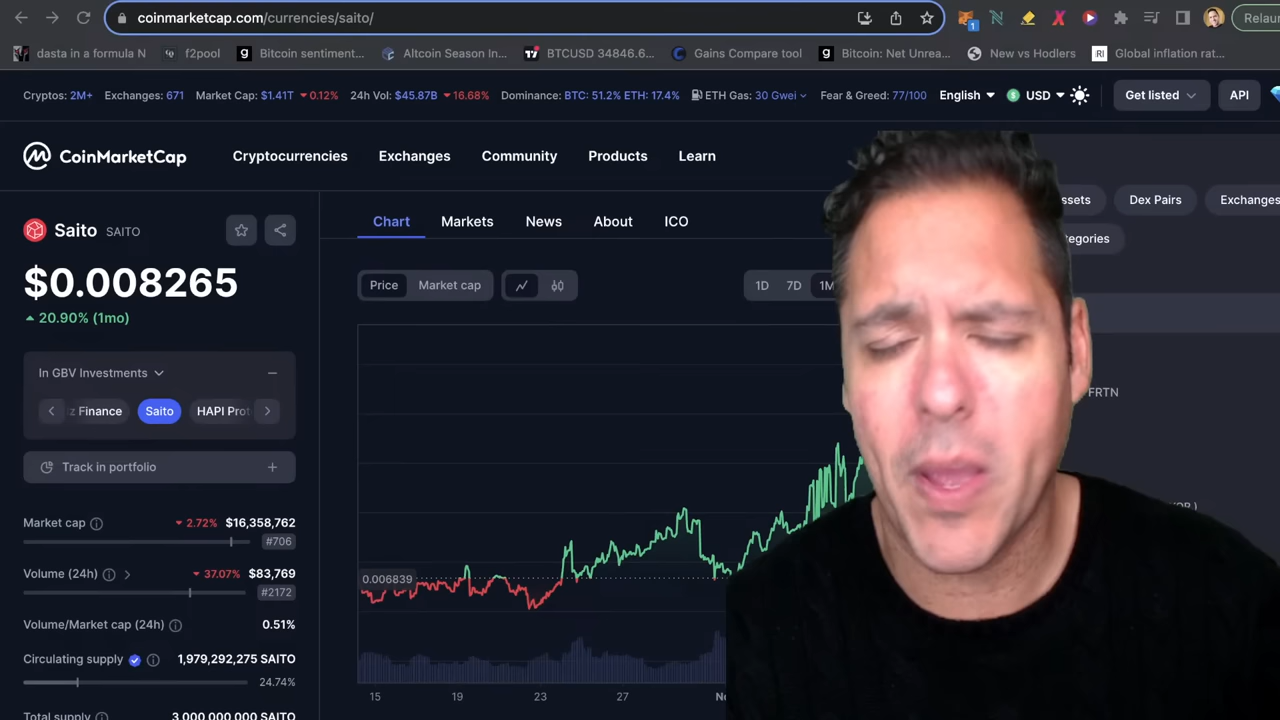 coinmarketcap.com/currencies/saito/
1
Relau
dasta in a formula N
f2pool
Bitcoin sentiment...
Altcoin Season In...
BTCUSD 34846.6...
Gains Compare tool
Bitcoin: Net Unrea...
New vs Hodlers
Global inflation rat...
Cryptos: 2M+ Exchanges: 671 Market Cap: $1.41T 0.12% 24h Vol: $45.87B 16.68% Dominance: BTC: 51.2% ETH: 17.4% ETH Gas: 30 Gwei Fear & Greed: 77/100
English USD Get listed API
CoinMarketCap
Cryptocurrencies Exchanges Community Products Learn
Saito SAITO
$0.008265
20.90% (1mo)
In GBV Investments
z Finance Saito HAPI Prot
Track in portfolio
Market cap 2.72% $16,358,762
#706
Volume (24h) 37.07% $83,769
#2172
Volume/Market cap (24h) 0.51%
Circulating supply 1,979,292,275 SAITO
24.74%
Total supply 3,000,000,000 SAITO
Chart Markets News About ICO
Price Market cap
1D 7D 1M
0.006839
15 19 23 27
ssets Dex Pairs Exchanges
tegories
FRTN